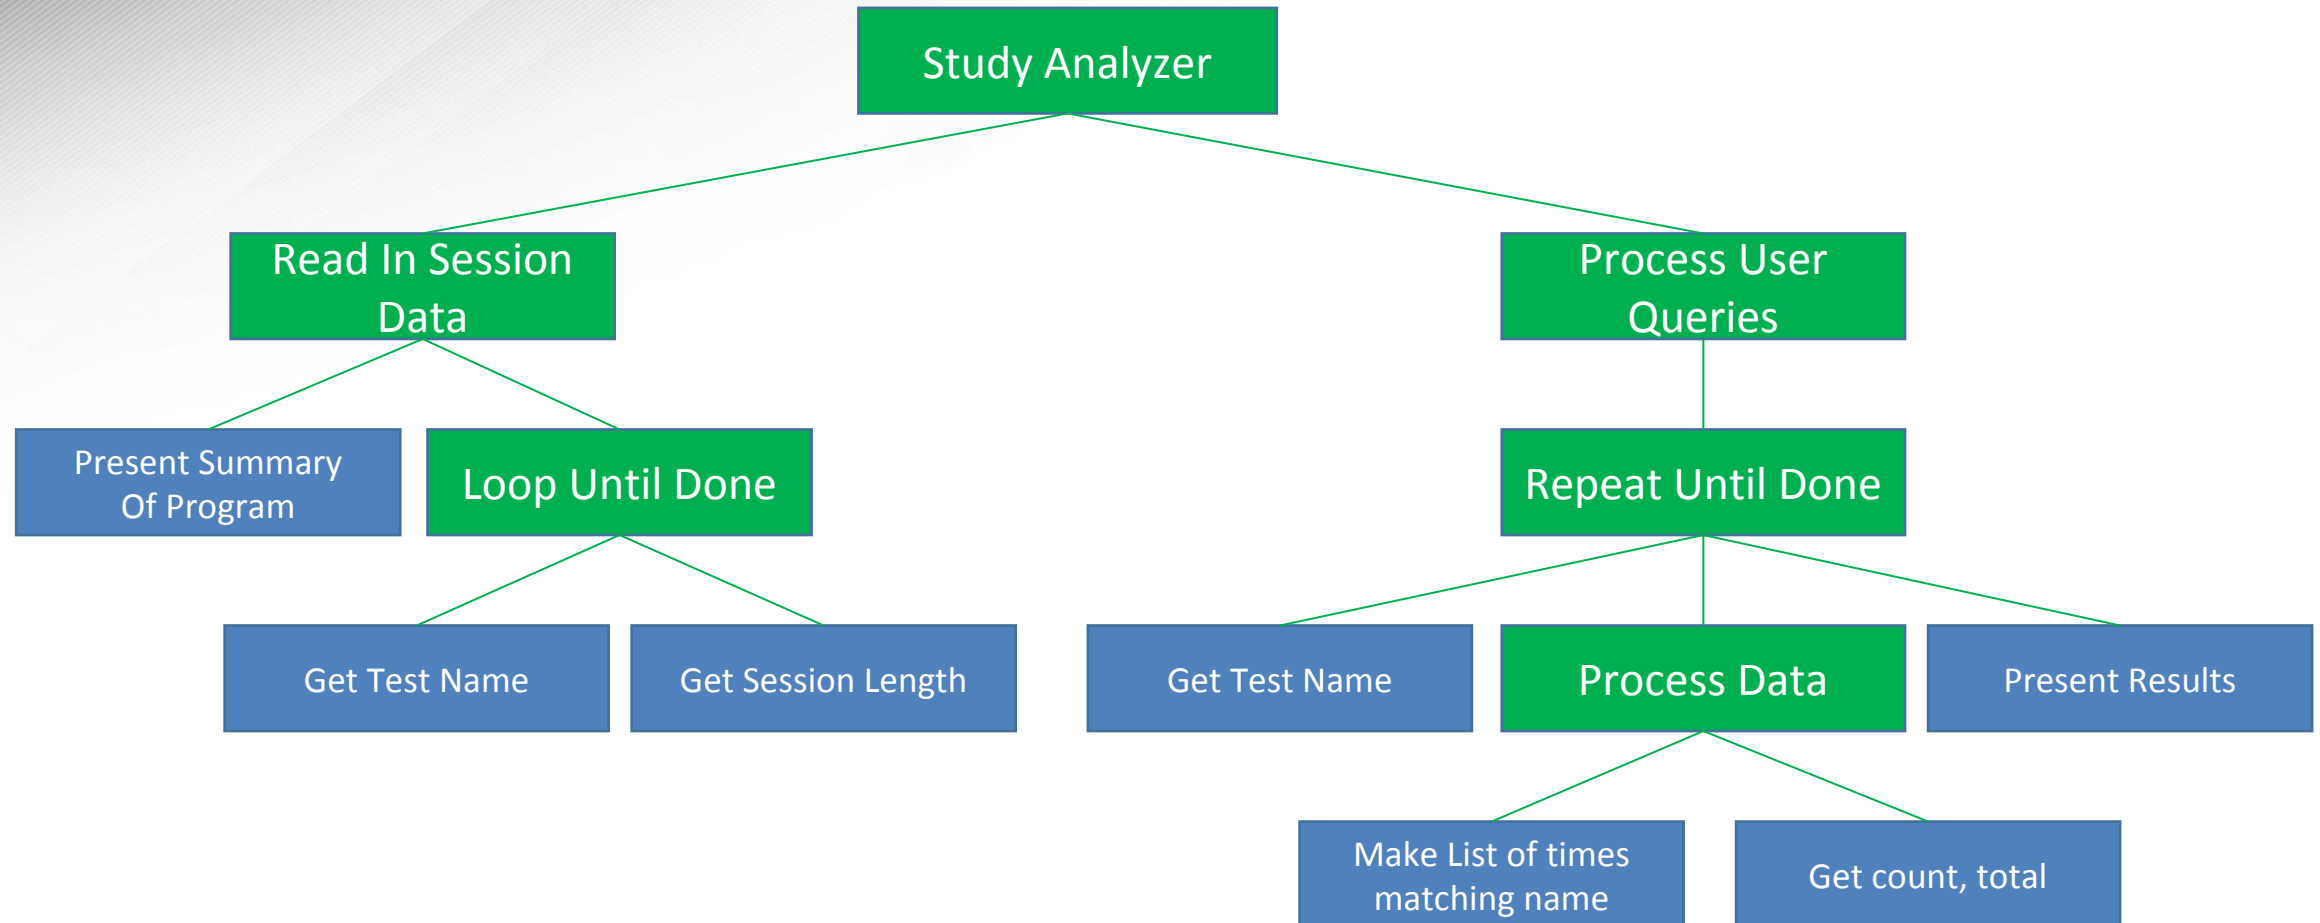 Study Analyzer
Read In Session
Data
Process User
Queries
Present Summary
Of Program
Loop Until Done
Repeat Until Done
Get Test Name
Get Session Length
Get Test Name
Process Data
Present Results
Make List of times
matching name
Get count, total